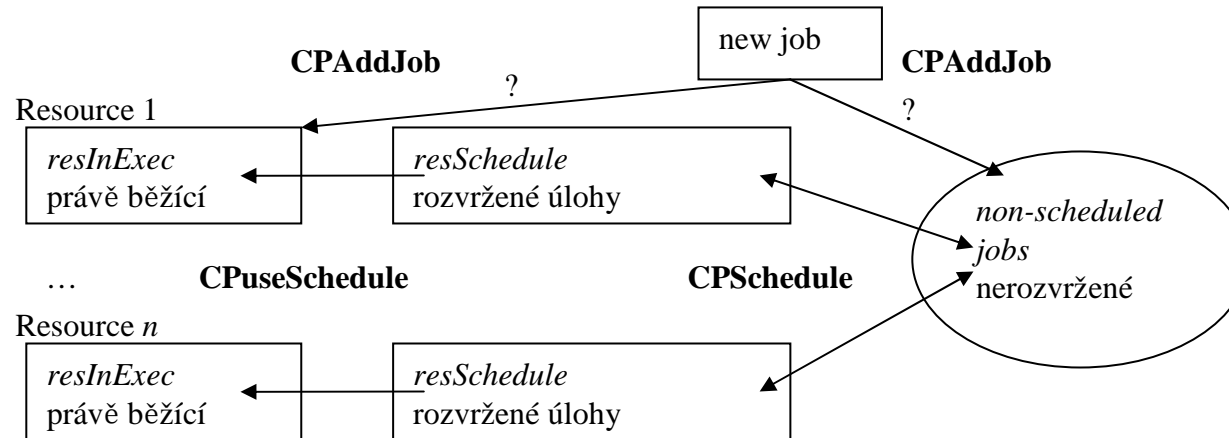 new job
CPAddJob
CPAddJob
?
?
Resource 1
resInExec
právě běžící
resSchedule
rozvržené úlohy
non-scheduled
jobs
nerozvržené
…
CPuseSchedule
CPSchedule
Resource n
resInExec
právě běžící
resSchedule
rozvržené úlohy